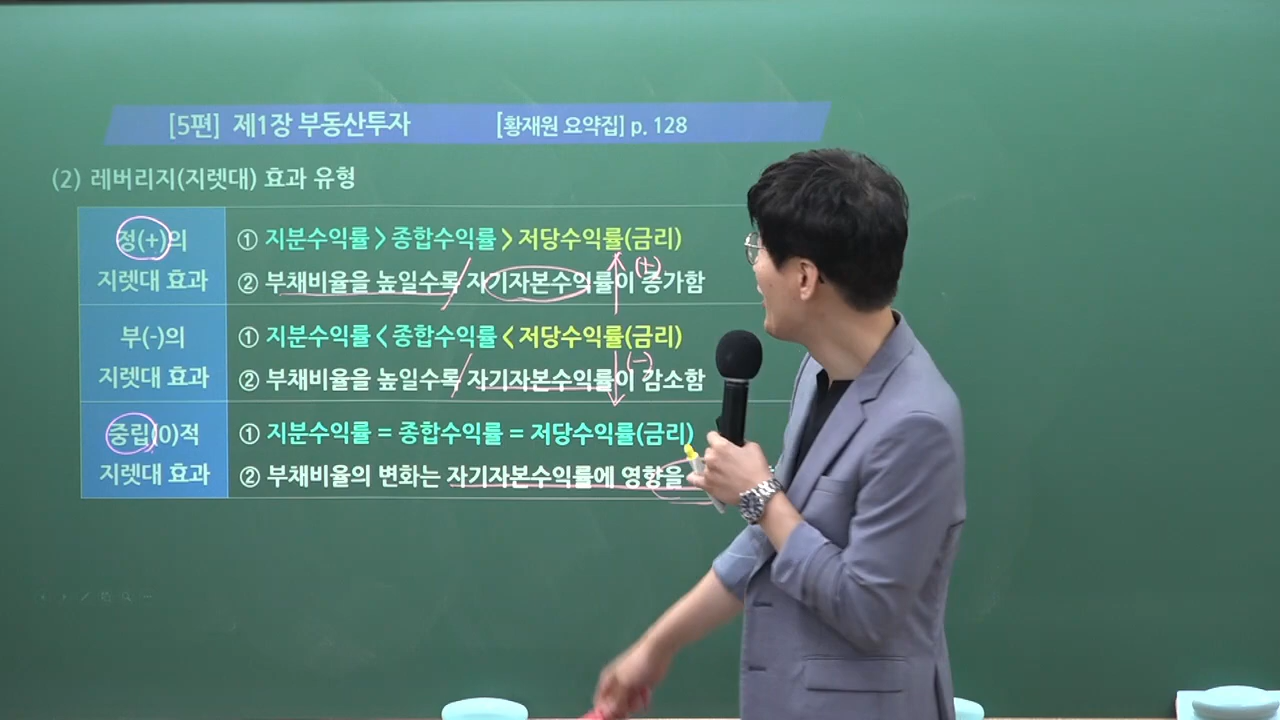 [5편] 제1장 부동산투자 [황재원 요약집] p. 128
(2) 레버리지(지렛대) 효과 유형
정(+)의
지렛대 효과
① 지분수익률 > 종합수익률 > 저당수익률(금리)
(+)
② 부채비율을 높일수록 자기자본수익률이 증가함
부(-)의
지렛대 효과
① 지분수익률 < 종합수익률 < 저당수익률(금리)
(-)
② 부채비율을 높일수록 자기자본수익률이 감소함
중립(0)적
지렛대 효과
① 지분수익률 = 종합수익률 = 저당수익률(금리)
② 부채비율의 변화는 자기자본수익률에 영향을